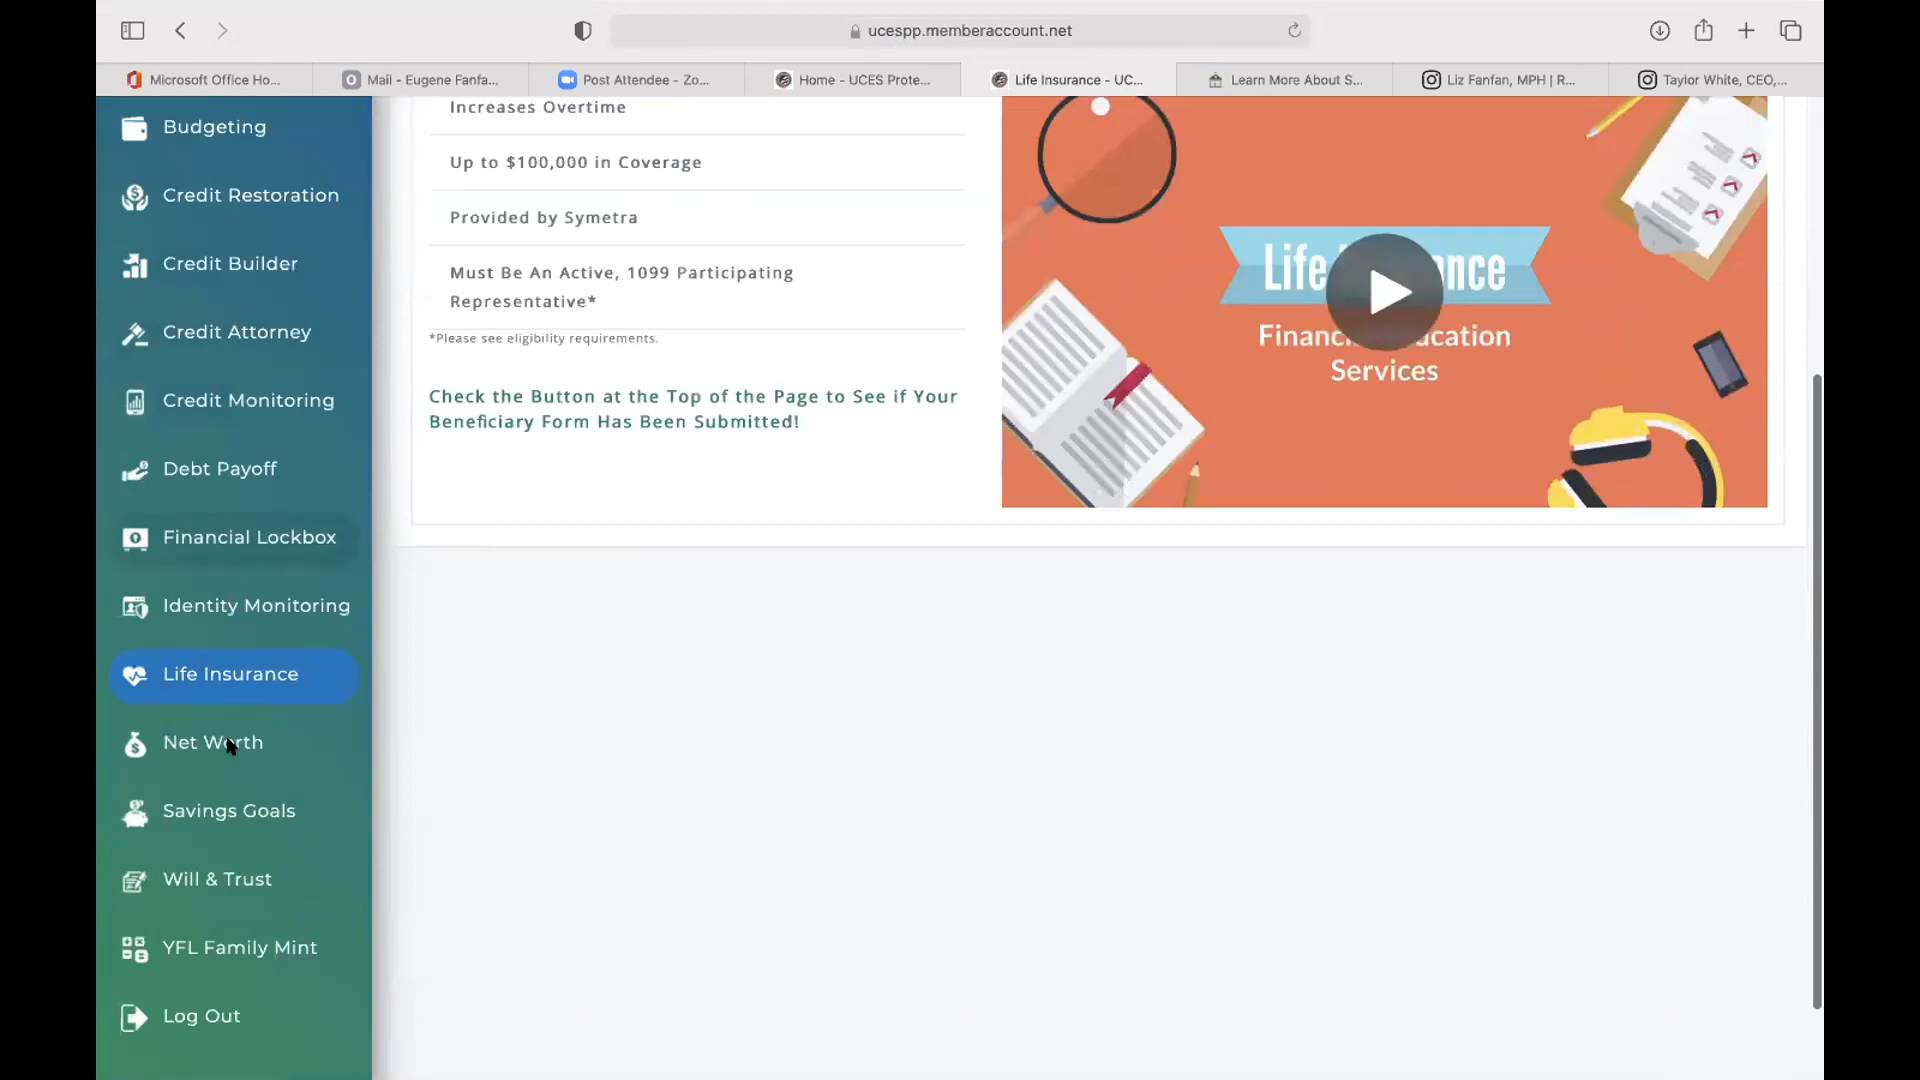 ucespp.memberaccount.net
Microsoft Office Ho...
Mail - Eugene Fanfa...
Post Attendee - Zo...
Home - UCES Prote...
Life Insurance - UC...
Learn More About S...
Liz Fanfan, MPH | R...
Taylor White, CEO,...
Budgeting
Credit Restoration
Credit Builder
Credit Attorney
Credit Monitoring
Debt Payoff
Financial Lockbox
Identity Monitoring
Life Insurance
Net Worth
Savings Goals
Will & Trust
YFL Family Mint
Log Out
Increases Overtime
Up to $100,000 in Coverage
Provided by Symetra
Must Be An Active, 1099 Participating
Representative*
*Please see eligibility requirements.
Check the Button at the Top of the Page to See if Your
Beneficiary Form Has Been Submitted!
Life
Services